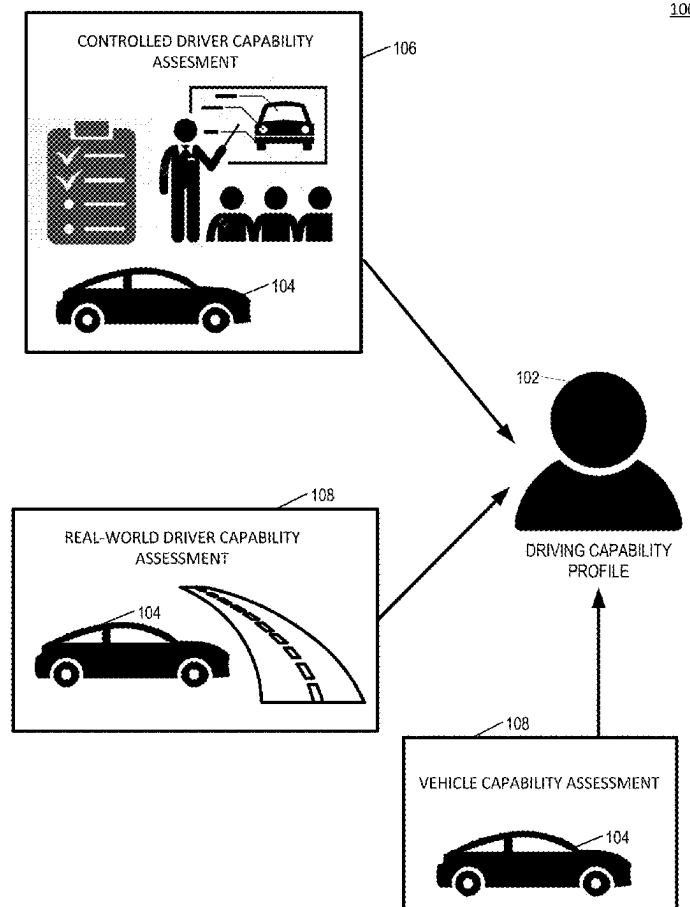 100
CONTROLLED DRIVER CAPABILITY
ASSESMENT
106
104
102
DRIVING CAPABILITY
PROFILE
108
REAL-WORLD DRIVER CAPABILITY
ASSESSMENT
104
108
VEHICLE CAPABILITY ASSESSMENT
104